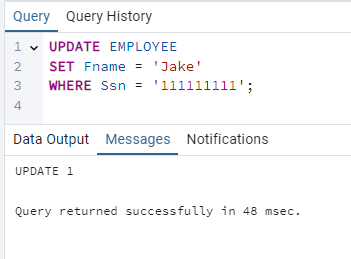 Query Query History
1 UPDATE EMPLOYEE
2 SET Fname = 'Jake'
3 WHERE Ssn = '111111111';
4
Data Output Messages Notifications
UPDATE 1
Query returned successfully in 48 msec.